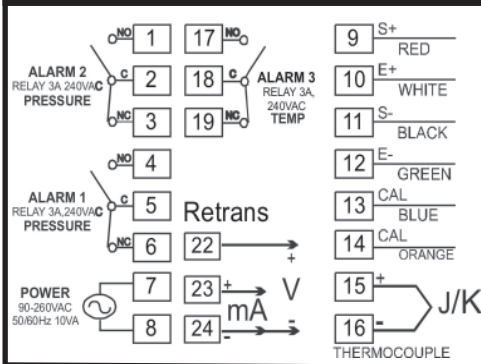 NO 1 17 NO 9 S+ RED
ALARM 2
RELAY 3A 240VAC
PRESSURE
C 2 18 C
ALARM 3
RELAY 3A,
240VAC
TEMP
10 E+ WHITE
NC 3 19 NC 11 S- BLACK
NO 4 12 E- GREEN
ALARM 1
RELAY 3A,240VAC
PRESSURE
C 5 Retrans 13 CAL BLUE
NC 6 22 + 14 CAL ORANGE
POWER
90-260VAC
50/60Hz 10VA
7 23 + V 15 + J/K
mA
8 24 - - 16 -
THERMOCOUPLE